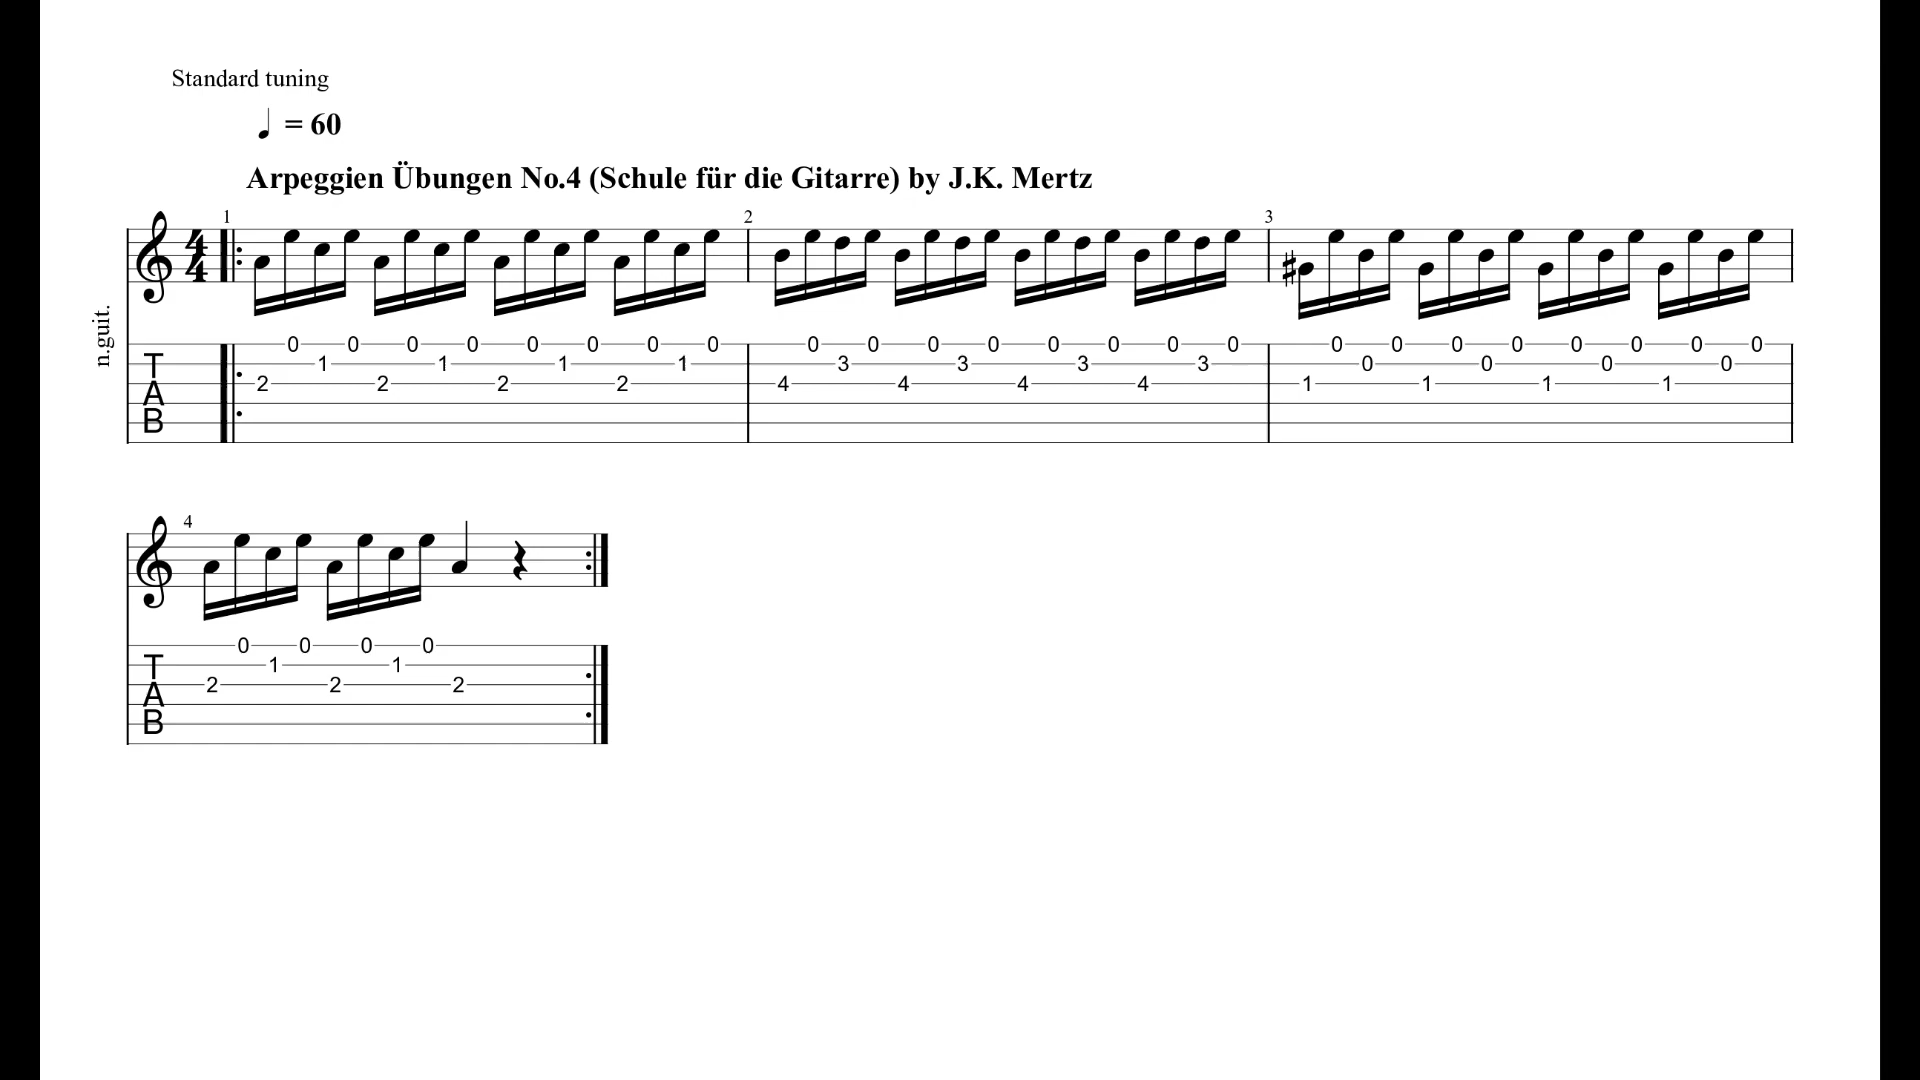 Standard tuning
♩ = 60
Arpeggien Übungen No.4 (Schule für die Gitarre) by J.K. Mertz
n.guit.
1 2 3
4
4
0 0 0 0 0 0 0 0 0 0 0 0 0 0 0 0 0 0 0 0 0 0 0 0
T 1 1 1 1 3 3 3 3 0 0 0 0
A 2 2 2 2 4 4 4 4 1 1 1 1
B
4
0 0 0 0
T 1 1
A 2 2 2
B